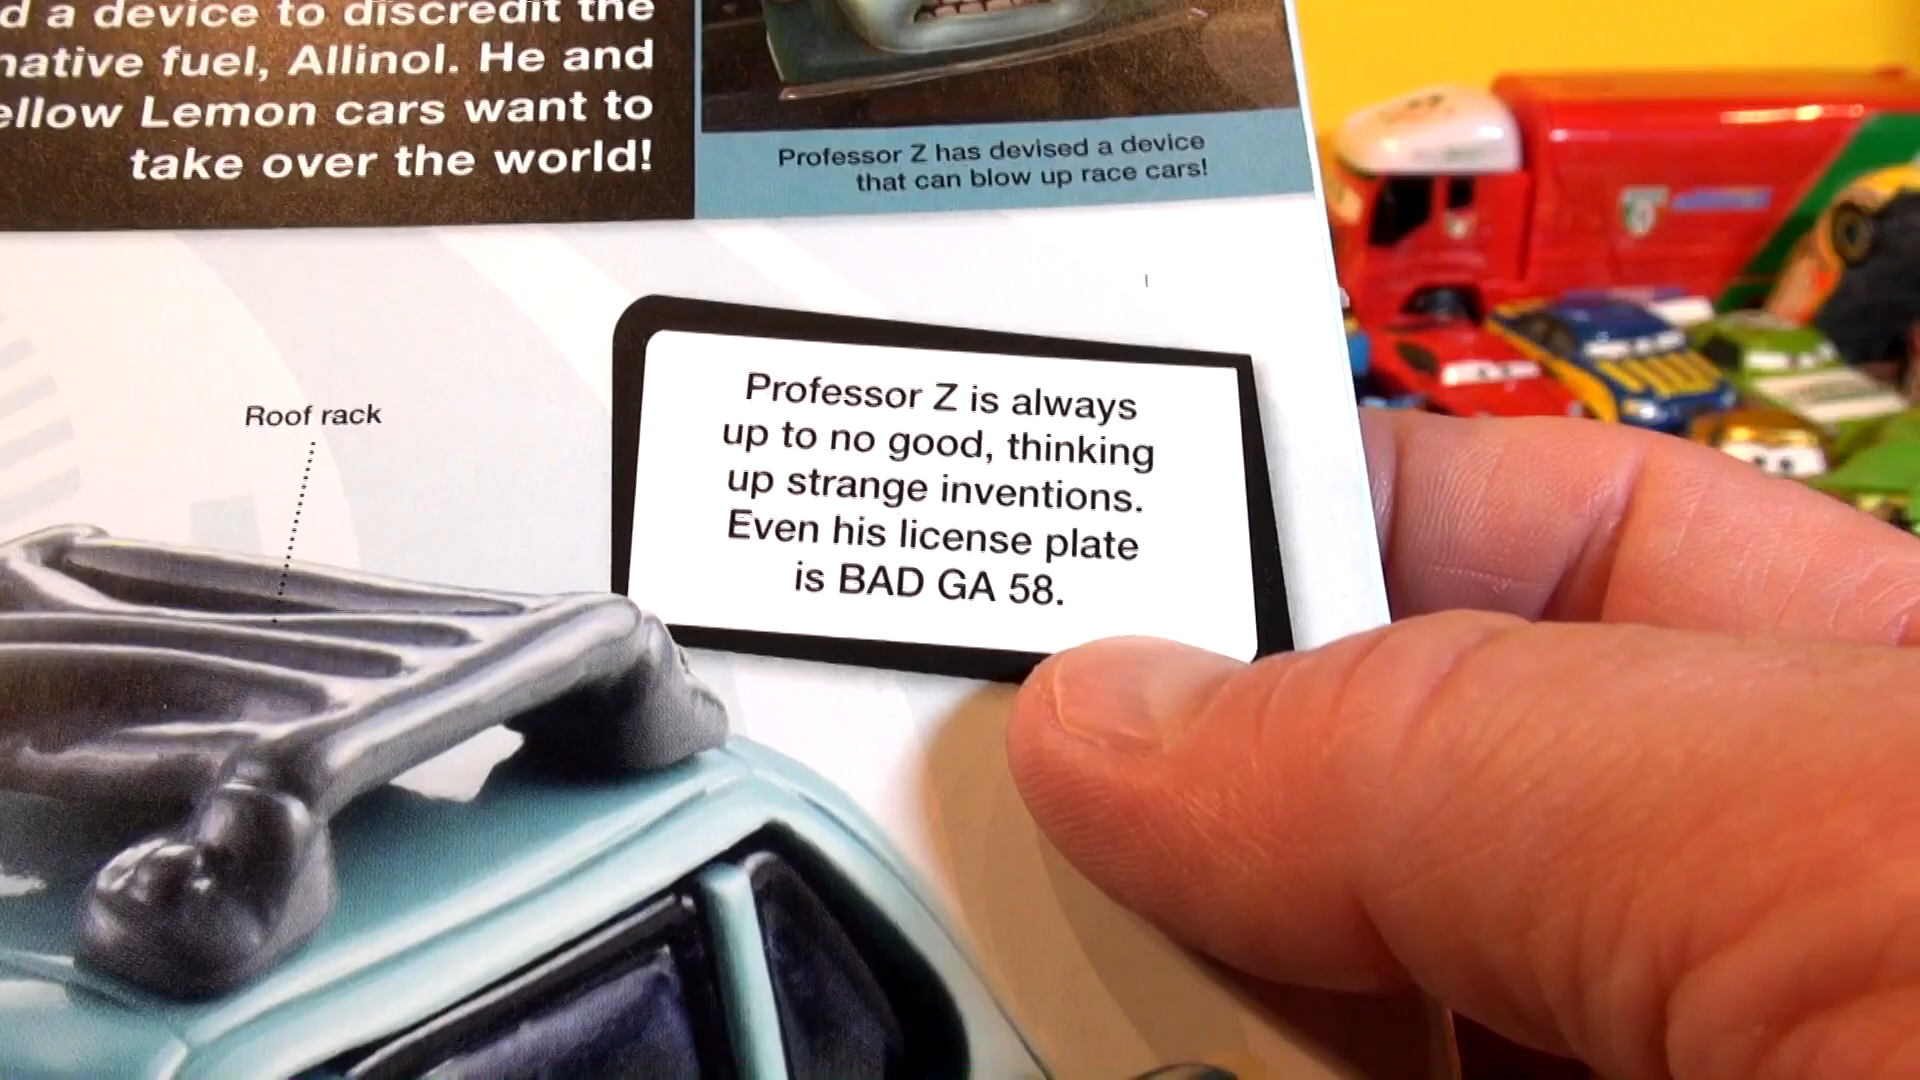 d a device to discredit the
native fuel, Allinol. He and
ellow Lemon cars want to
take over the world!
Professor Z has devised a device
that can blow up race cars!
Roof rack
Professor Z is always
up to no good, thinking
up strange inventions.
Even his license plate
is BAD GA 58.